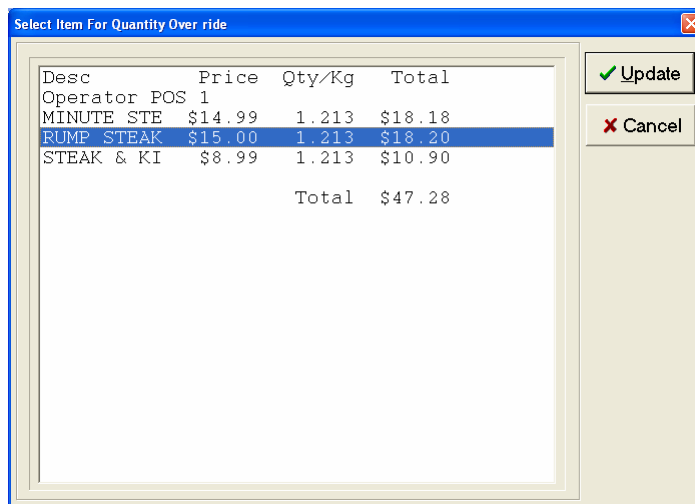 Select Item For Quantity Over ride
Desc Price Qty/Kg Total
Operator POS 1
MINUTE STE $14.99 1.213 $18.18
RUMP STEAK $15.00 1.213 $18.20
STEAK & KI $8.99 1.213 $10.90
Total $47.28
Update
Cancel